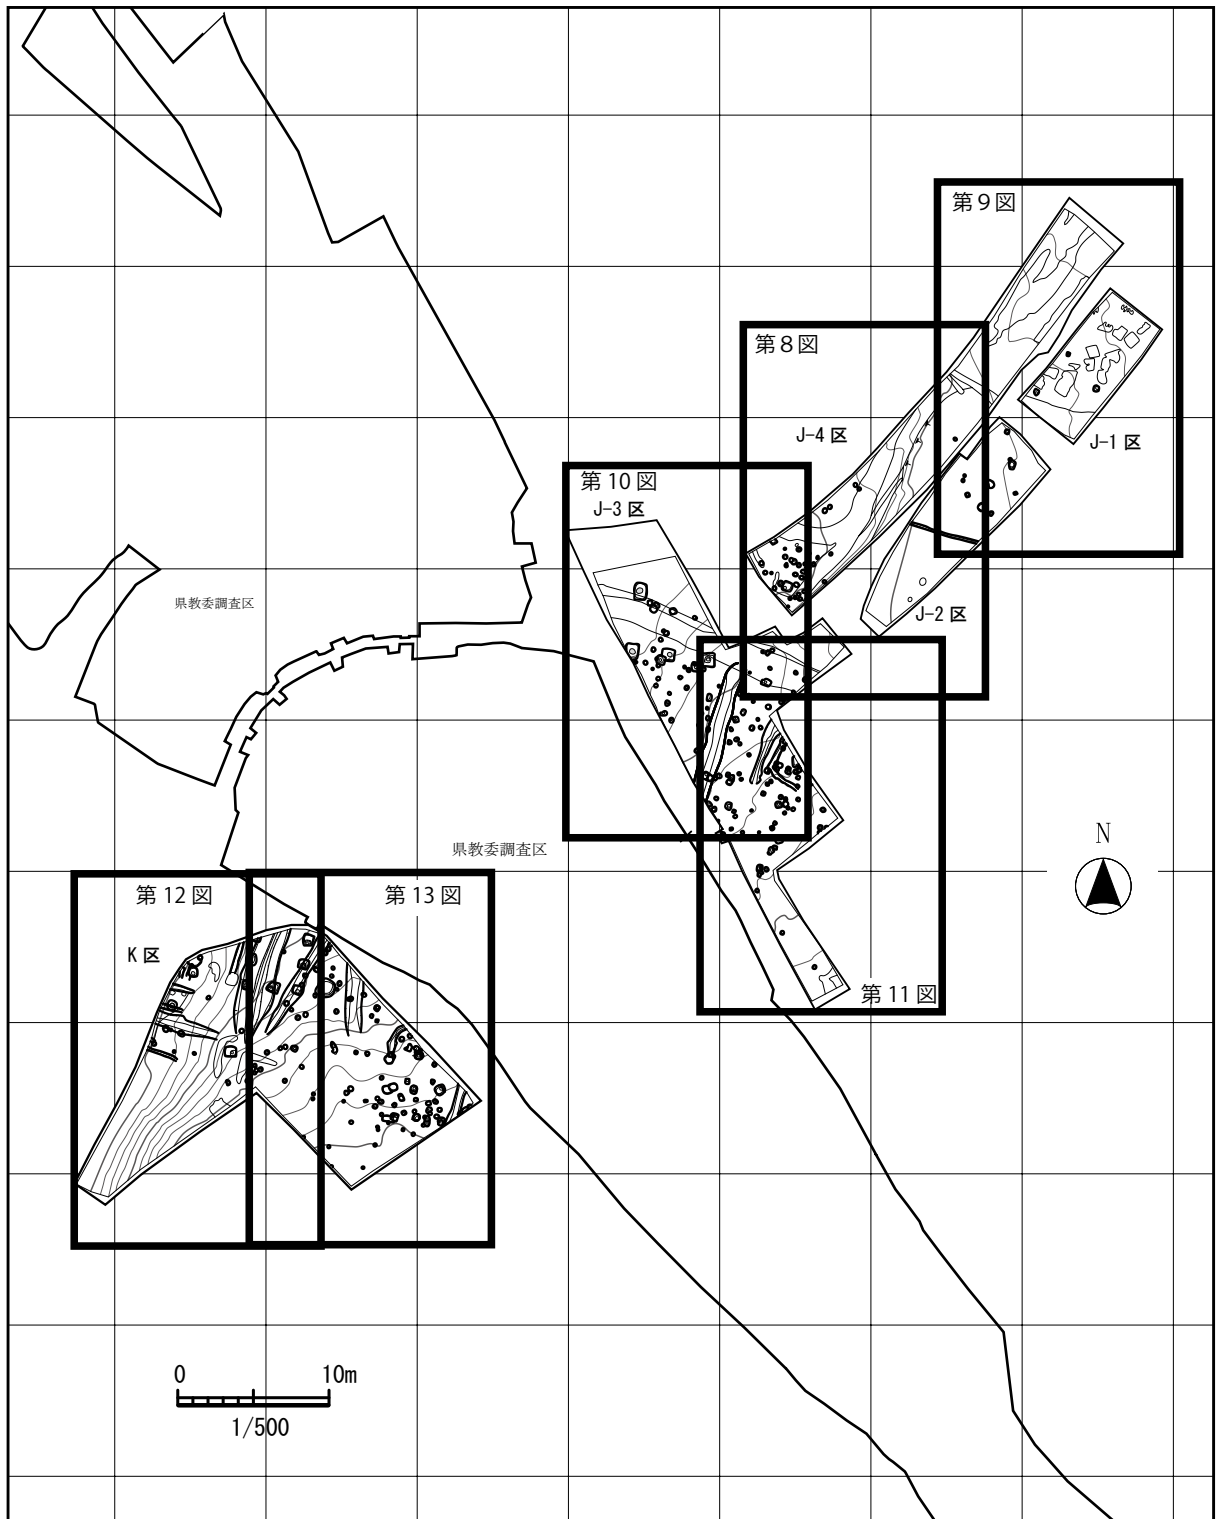 第9図
第8図
J-4 区
J-1 区
第10図
J-3 区
県教委調査区
J-2 区
県教委調査区
N
第12図
第13図
K 区
第11図
0 10m
1/500